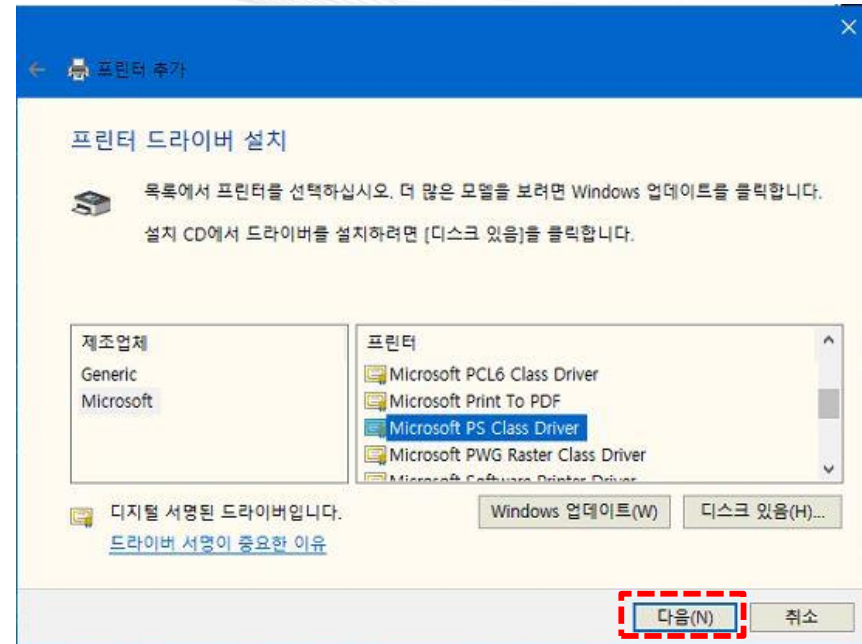 프린터 추가
프린터 드라이버 설치
목록에서 프린터를 선택하십시오. 더 많은 모델을 보려면 Windows 업데이트를 클릭합니다.
설치 CD에서 드라이버를 설치하려면 [디스크 있음]을 클릭합니다.
제조업체
Generic
Microsoft
프린터
Microsoft PCL6 Class Driver
Microsoft Print To PDF
Microsoft PS Class Driver
Microsoft PWG Raster Class Driver
Microsoft Software Printer Driver
디지털 서명된 드라이버입니다.
드라이버 서명이 중요한 이유
Windows 업데이트(W)
디스크 있음(H)...
다음(N)
취소